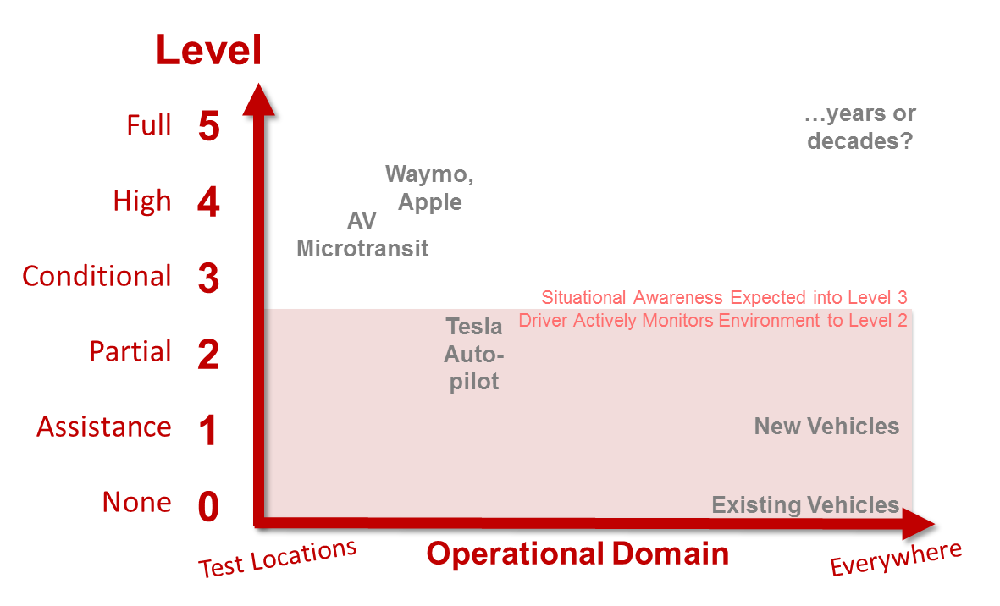 Level
Full 5
…years or
decades?
Waymo,
Apple
High 4
AV
Microtransit
Conditional 3
Situational Awareness Expected into Level 3
Driver Actively Monitors Environment to Level 2
Tesla
Auto-
pilot
Partial 2
Assistance 1
New Vehicles
None 0
Existing Vehicles
Test Locations
Operational Domain
Everywhere